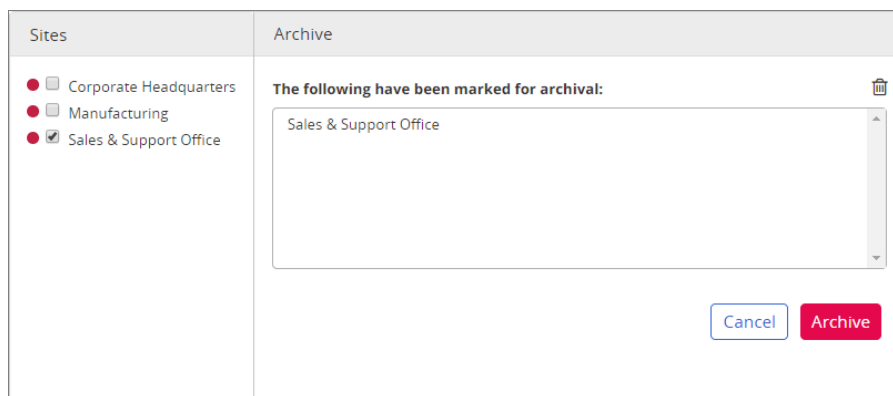 Sites
Corporate Headquarters
Manufacturing
Sales & Support Office
Archive
The following have been marked for archival:
Sales & Support Office
Cancel
Archive